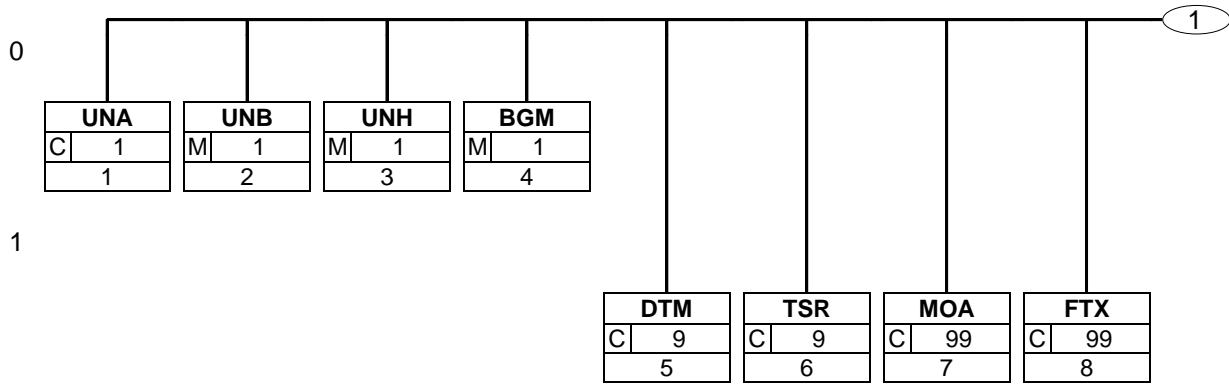 1
0
UNA UNB UNH BGM
C 1 M 1 M 1 M 1
1 2 3 4
1
DTM TSR MOA FTX
C 9 C 9 C 99 C 99
5 6 7 8